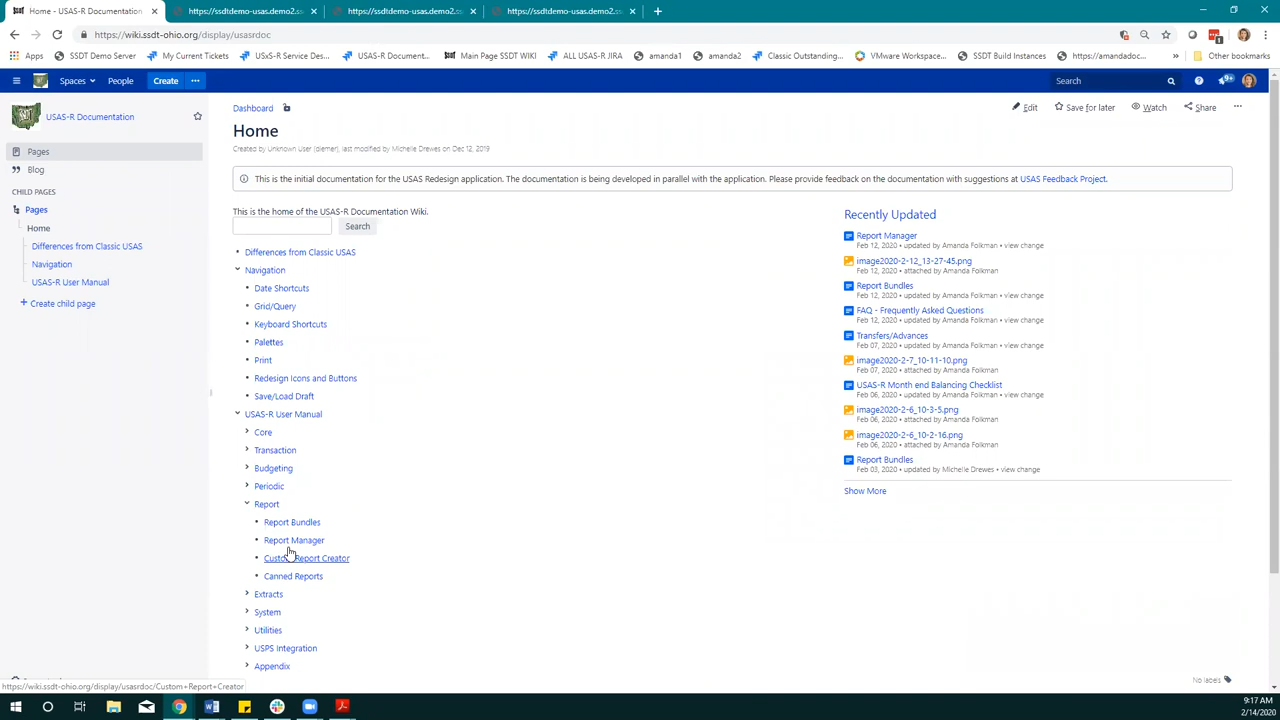 Home - USAS-R Documentation
https://ssdtdemo-usas.demo2.ss
https://ssdtdemo-usas.demo2.ss
https://ssdtdemo-usas.demo2.ss
wiki.ssdt-ohio.org/display/usasrdoc
Apps
SSDT Demo Server
My Current Tickets
USxS-R Service Des...
USAS-R Document...
Main Page SSDT WIKI
ALL USAS-R JIRA
amanda1
amanda2
Classic Outstanding...
VMware Workspace...
SSDT Build Instances
https://amandadoc...
»
Other bookmarks
Spaces
People
Create
Search
9+
USAS-R Documentation
Pages
Blog
CHILD PAGES
Pages
Home
Differences from Classic USAS
Navigation
USAS-R User Manual
+ Create child page
Dashboard
Edit
Save for later
Watch
Share
Home
Created by Unknown User (diemer), last modified by Michelle Drewes on Dec 12, 2019
This is the initial documentation for the USAS Redesign application. The documentation is being developed in parallel with the application. Please provide feedback on the documentation with suggestions at USAS Feedback Project.
This is the home of the USAS-R Documentation Wiki.
Search
Differences from Classic USAS
Navigation
Date Shortcuts
Grid/Query
Keyboard Shortcuts
Palettes
Print
Redesign Icons and Buttons
Save/Load Draft
USAS-R User Manual
Core
Transaction
Budgeting
Periodic
Report
Report Bundles
Report Manager
Custom Report Creator
Canned Reports
Extracts
System
Utilities
USPS Integration
Appendix
Recently Updated
Report Manager
Feb 12, 2020 • updated by Amanda Folkman • view change
image2020-2-12_13-27-45.png
Feb 12, 2020 • attached by Amanda Folkman
Report Bundles
Feb 12, 2020 • updated by Amanda Folkman • view change
FAQ - Frequently Asked Questions
Feb 12, 2020 • updated by Amanda Folkman • view change
Transfers/Advances
Feb 07, 2020 • updated by Amanda Folkman • view change
image2020-2-7_10-11-10.png
Feb 07, 2020 • attached by Amanda Folkman
USAS-R Month end Balancing Checklist
Feb 06, 2020 • updated by Amanda Folkman • view change
image2020-2-6_10-3-5.png
Feb 06, 2020 • attached by Amanda Folkman
image2020-2-6_10-2-16.png
Feb 06, 2020 • attached by Amanda Folkman
Report Bundles
Feb 03, 2020 • updated by Michelle Drewes • view change
Show More
No labels
https://wiki.ssdt-ohio.org/display/usasrdoc/Custom+Report+Creator
9:17 AM
2/14/2020